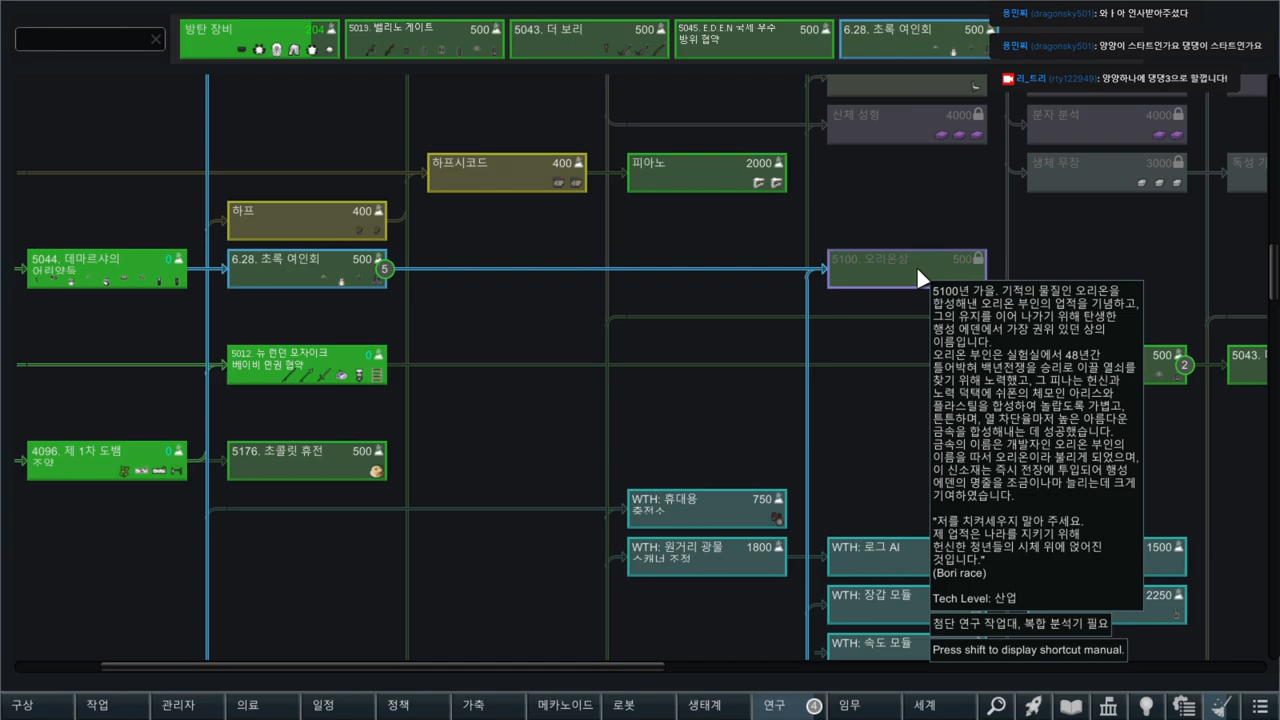 방탄 장비 204
5013. 벨리노 게이트 500
5043. 더 보리 500
5045. E.D.E.N 국제 우수
방위 협약 500
6.28. 초록 여인회 500
용민찌 (dragonsky501) : 와ㅏ아 인사받아주셨다
용민찌 (dragonsky501) : 앙앙이 스타트인가요 댕댕이 스타트인가요
리_트리 (rty122949) : 앙앙하나에 댕댕3으로 할껍니다!
신체 성형 4000
분자 분석 4000
하프시코드 400
피아노 2000
생체 무장 3000
독성 기
하프 400
5044. 데마르샤의 0
6.28. 초록 여인회 500
5
5100. 오리온상 500
5100년 가을. 기적의 물질인 오리온을
합성해낸 오리온 부인의 업적을 기념하고,
그의 유지를 이어 나가기 위해 탄생한
행성 에덴에서 가장 권위 있던 상의
이름입니다.
오리온 부인은 실험실에서 48년간
틀어박혀 백년전쟁을 승리로 이끌 열쇠를
찾기 위해 노력했고, 그 피나는 헌신과
노력 덕택에 쉬폰의 체모인 아리스와
플라스틸을 합성하여 놀랍도록 가볍고,
튼튼하며, 열 차단율마저 높은 아름다운
금속을 합성해내는 데 성공했습니다.
금속의 이름은 개발자인 오리온 부인의
이름을 따서 오리온이라 불리게 되었으며,
이 신소재는 즉시 전장에 투입되어 행성
에덴의 명줄을 조금이나마 늘리는데 크게
기여하였습니다.
"저를 치켜세우지 말아 주세요.
제 업적은 나라를 지키기 위해
헌신한 청년들의 시체 위에 얹어진
것입니다."
(Bori race)
Tech Level: 산업
첨단 연구 작업대, 복합 분석기 필요
Press shift to display shortcut manual.
5012. 뉴 런던 모자이크 0
베이비 인권 협약
500
2
5043.
4096. 제 1차 도뱀 0
조약
5176. 초콜릿 휴전 500
WTH: 휴대용 750
충전소
WTH: 원거리 광물 1800
스캐너 조정
WTH: 로그 AI
1500
WTH: 장갑 모듈
2250
WTH: 속도 모듈
구상
작업
관리자
의료
일정
정책
가축
메카노이드
로봇
생태계
연구 4
임무
세계